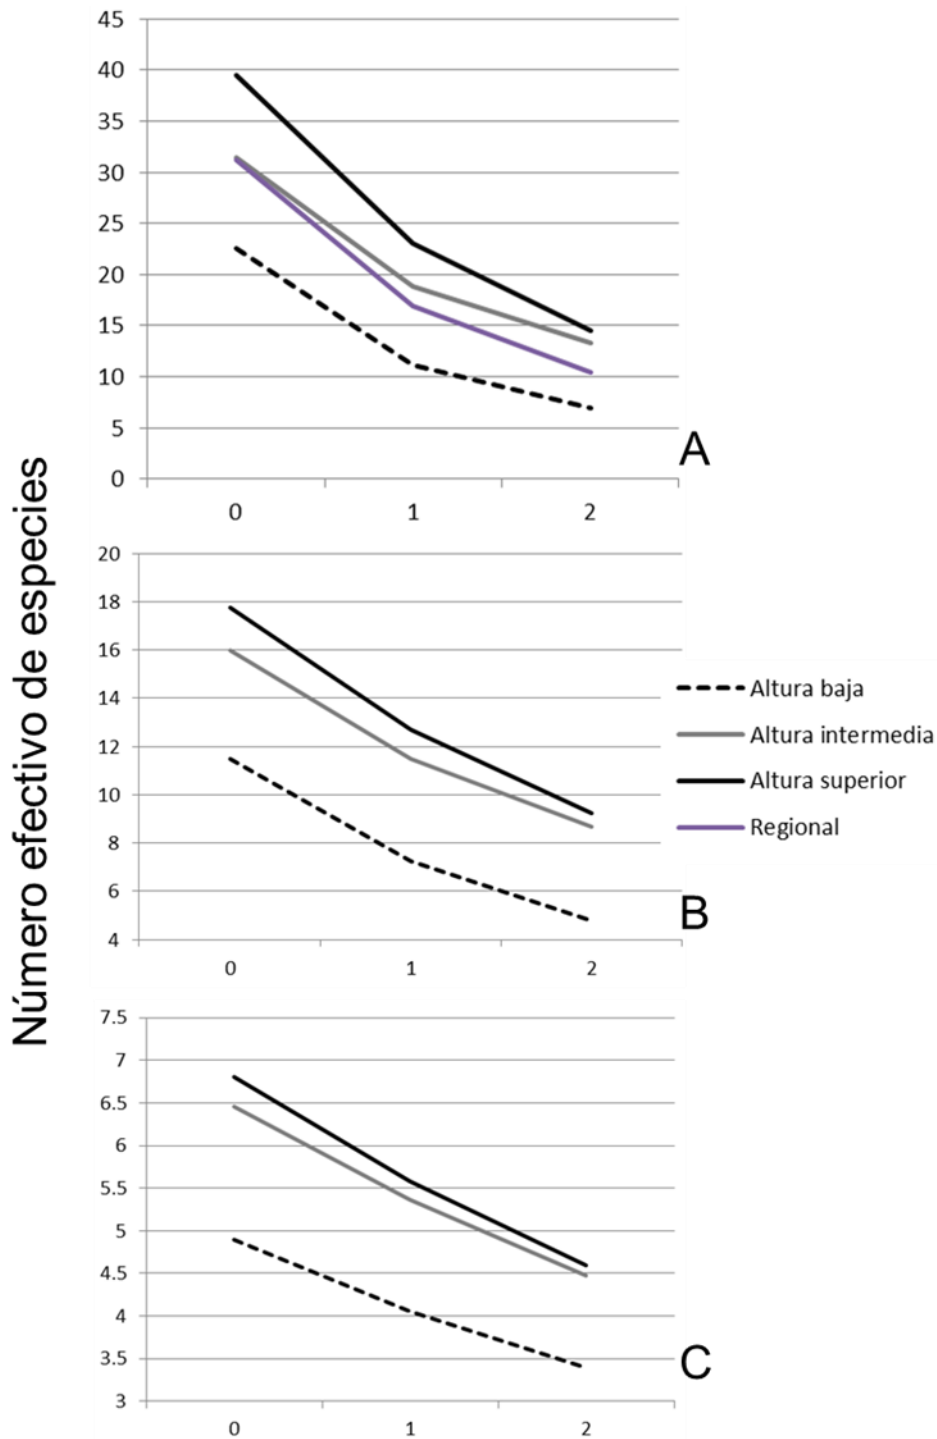 Número efectivo de especies
45
40
35
30
25
20
15
10
5
0
0 1 2
A
20
18
16
14
12
10
8
6
4
0 1 2
B
Altura baja
Altura intermedia
Altura superior
Regional
7.5
7
6.5
6
5.5
5
4.5
4
3.5
3
0 1 2
C